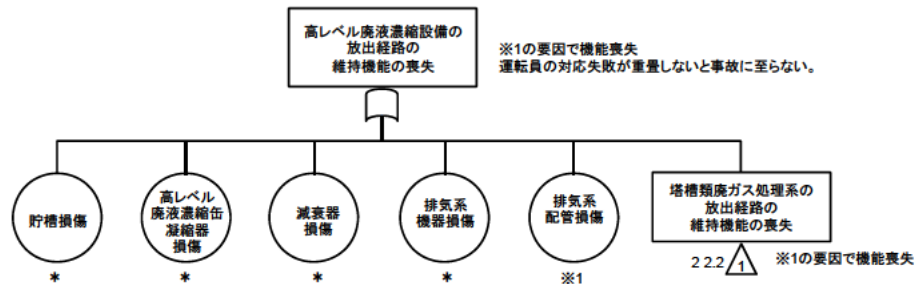 高レベル廃液濃縮設備の
放出経路の
維持機能の喪失
※1の要因で機能喪失
運転員の対応失敗が重畳しないと事故に至らない。
貯槽損傷
高レベル
廃液濃縮缶
凝縮器
損傷
減衰器
損傷
排気系
機器損傷
排気系
配管損傷
塔槽類廃ガス処理系の
放出経路の
維持機能の喪失
*
*
*
*
※1
2 2.2
1
※1の要因で機能喪失